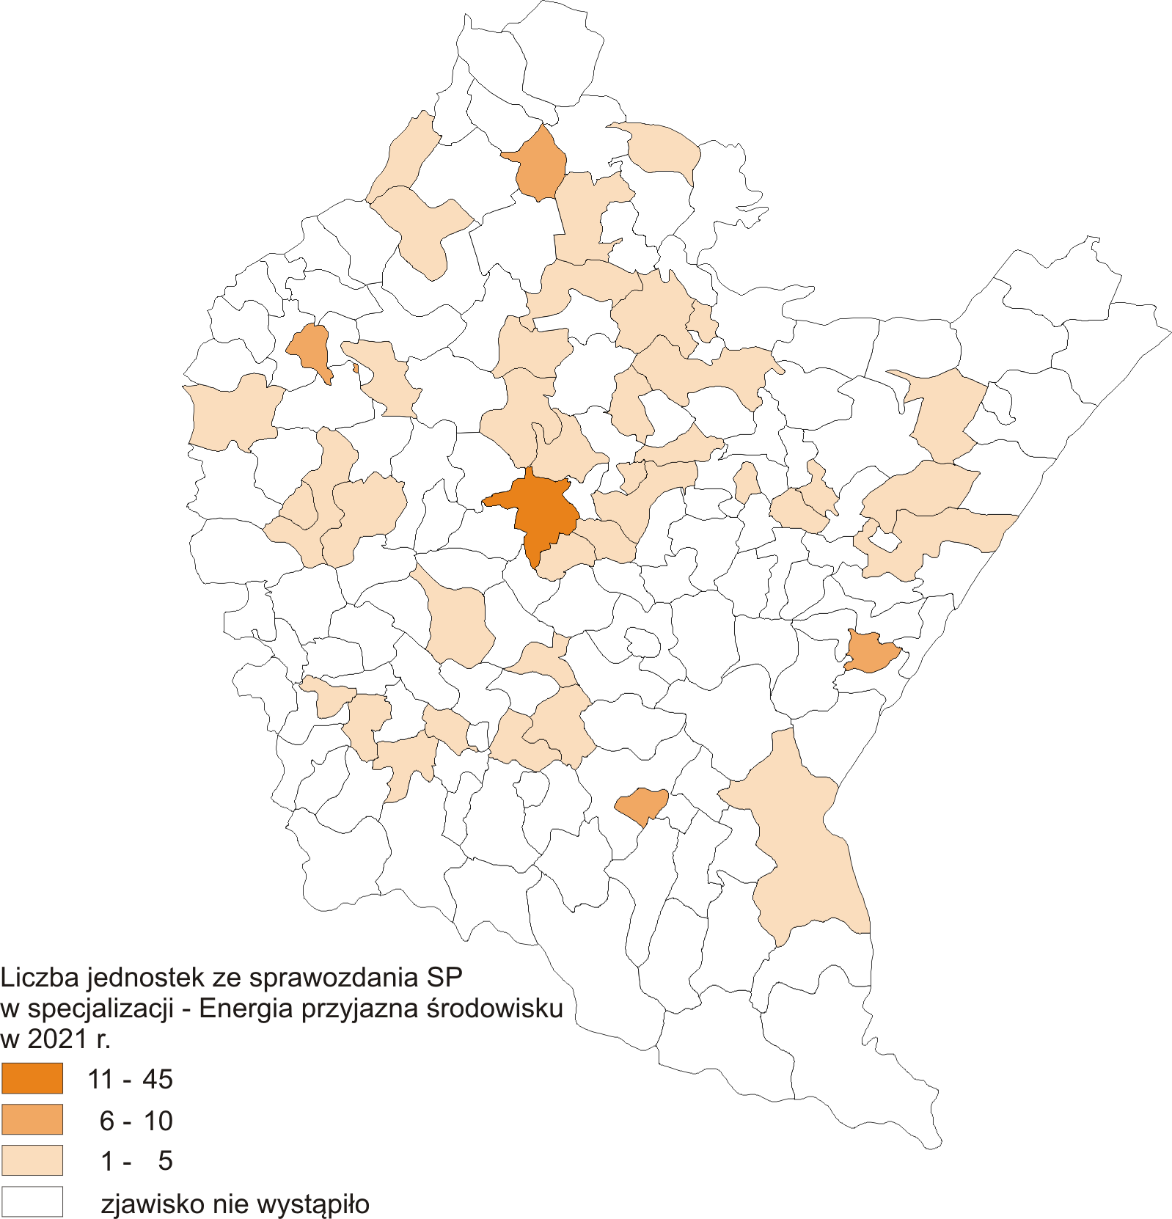 Liczba jednostek ze sprawozdania SP
w specjalizacji - Energia przyjazna środowisku
w 2021 r.
11 - 45
6 - 10
1 - 5
zjawisko nie wystąpiło